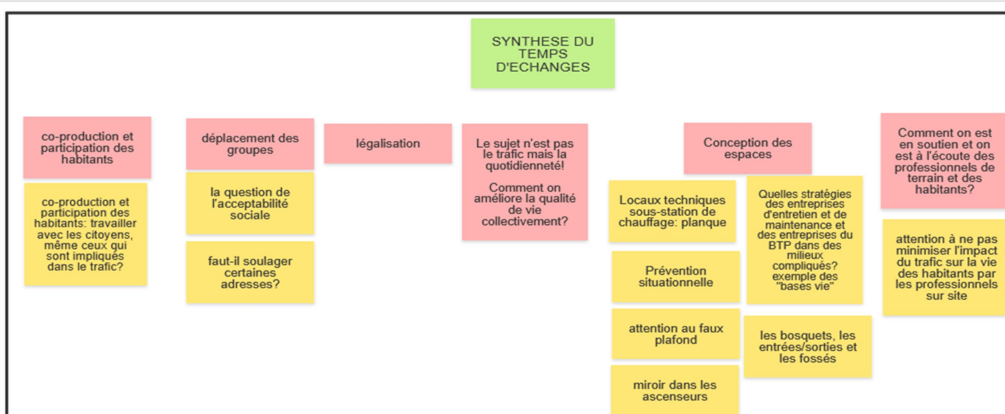 SYNTHESE DU
TEMPS
D'ECHANGES
co-production et
participation des
habitants
co-production et
participation des
habitants: travailler
avec les citoyens,
même ceux qui
sont impliqués
dans le trafic?
déplacement des
groupes
la question de
l'acceptabilité
sociale
faut-il soulager
certaines
adresses?
légalisation
Le sujet n'est pas
le trafic mais la
quotidienneté!
Comment on
améliore la qualité
de vie
collectivement?
Conception des
espaces
Locaux techniques
sous-station de
chauffage: planque
Prévention
situationnelle
attention au faux
plafond
miroir dans les
ascenseurs
Quelles stratégies
des entreprises
d'entretien et de
maintenance et
des entreprises du
BTP dans des
milieux
compliqués?
exemple des
"bases vie"
les bosquets, les
entrées/sorties et
les fossés
Comment on est
en soutien et on
est à l'écoute des
professionnels de
terrain et des
habitants?
attention à ne pas
minimiser l'impact
du trafic sur la vie
des habitants par
les professionnels
sur site